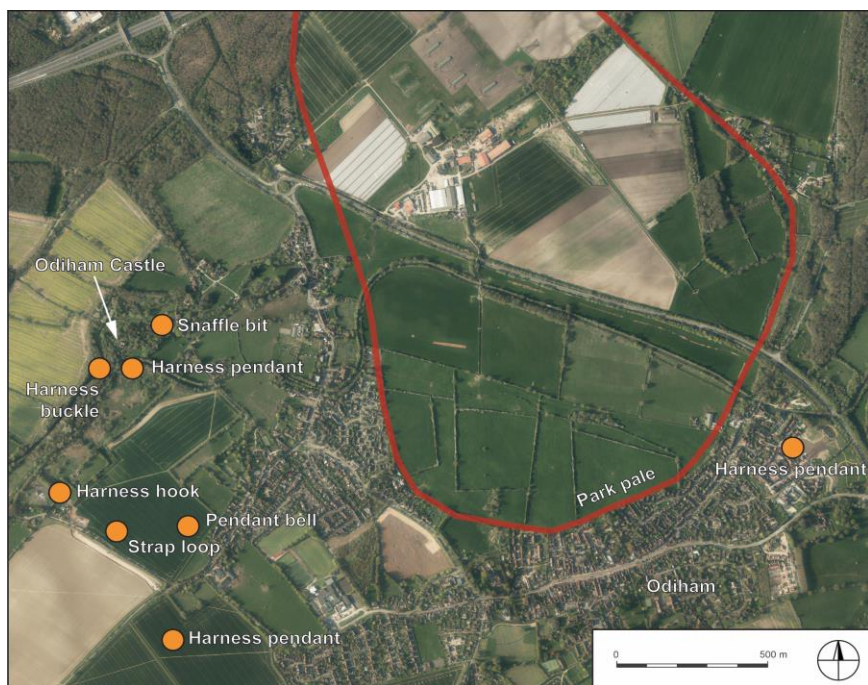 Odiham Castle
Snaffle bit
Harness pendant
Harness
buckle
Harness hook
Pendant bell
Strap loop
Harness pendant
Park pale
Harness pendant
Odiham
0
500 m